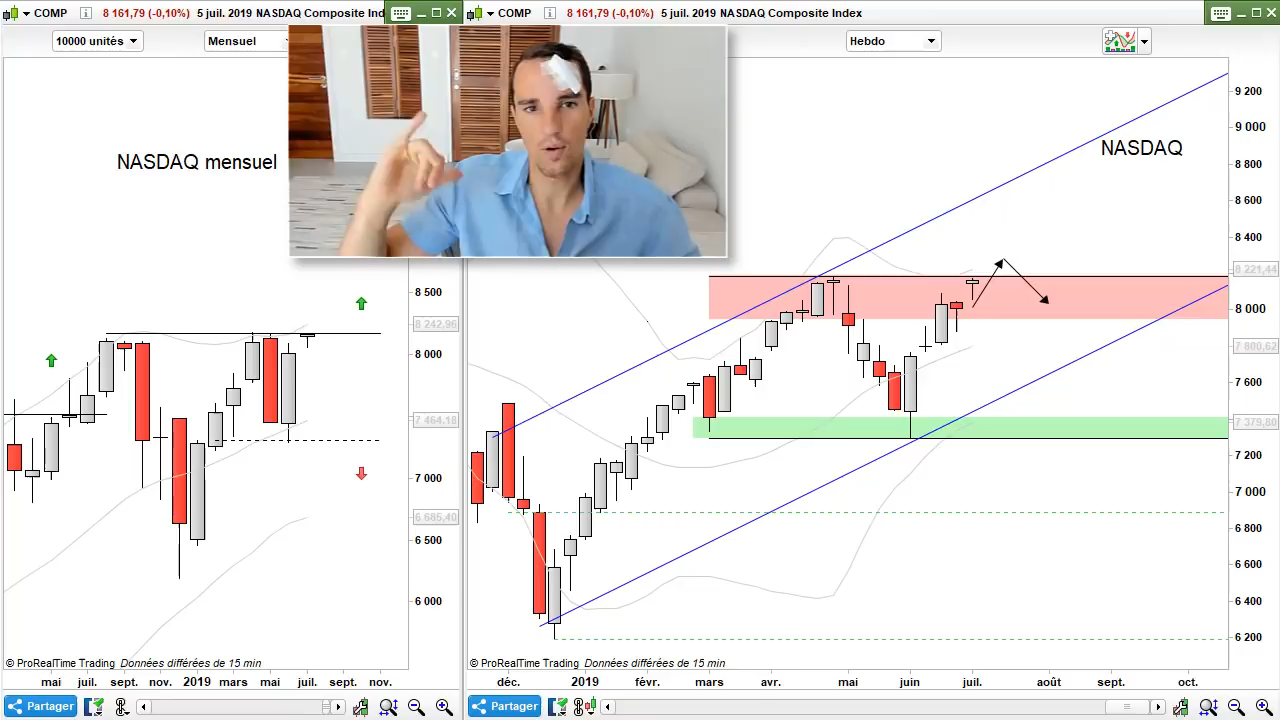 COMP 8 161,79 (-0,10%) 5 juil. 2019 NASDAQ Composite Ind
10000 unités Mensuel
NASDAQ mensuel
8 500
8 242,96
8 000
7 464,18
7 000
6 685,40
6 500
6 000
© ProRealTime Trading Données différées de 15 min
mai juil. sept. nov. 2019 mars mai juil. sept. nov.
Partager
COMP 8 161,79 (-0,10%) 5 juil. 2019 NASDAQ Composite Index
Hebdo
NASDAQ
9 200
9 000
8 800
8 600
8 400
8 221,44
8 000
7 800,62
7 600
7 379,80
7 200
7 000
6 800
6 600
6 400
6 200
© ProRealTime Trading Données différées de 15 min
déc. 2019 févr. mars mai juin juil. août sept. oct.
Partager